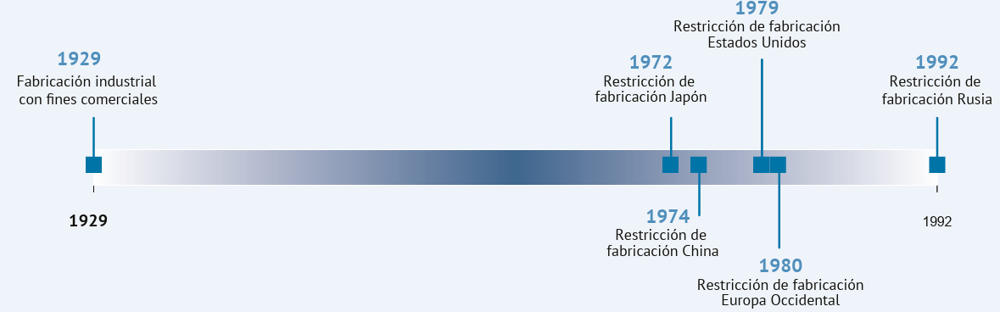 1929
Fabricación industrial
con fines comerciales
1972
Restricción de
fabricación Japón
1979
Restricción de fabricación
Estados Unidos
1992
Restricción de
fabricación Rusia
1929
1974
Restricción de
fabricación China
1980
Restricción de fabricación
Europa Occidental
1992